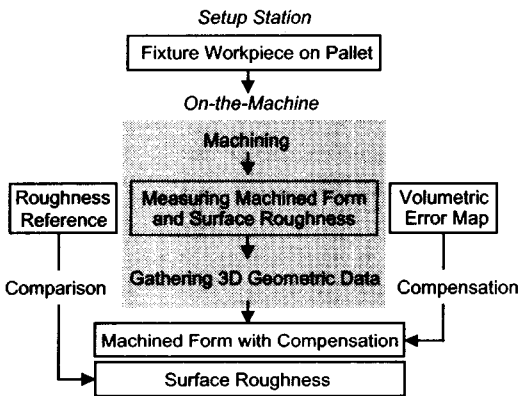 Setup Station
Fixture Workpiece on Pallet
On-the-Machine
Machining
Roughness
Reference
Measuring Machined Form
and Surface Roughness
Volumetric
Error Map
Gathering 3D Geometric Data
Comparison
Compensation
Machined Form with Compensation
Surface Roughness